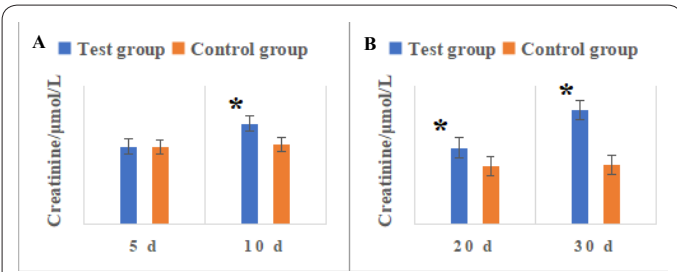 A
Test group Control group
Creatinine/μmol/L
*
5 d 10 d
B
Test group Control group
Creatinine/μmol/L
*
*
20 d 30 d